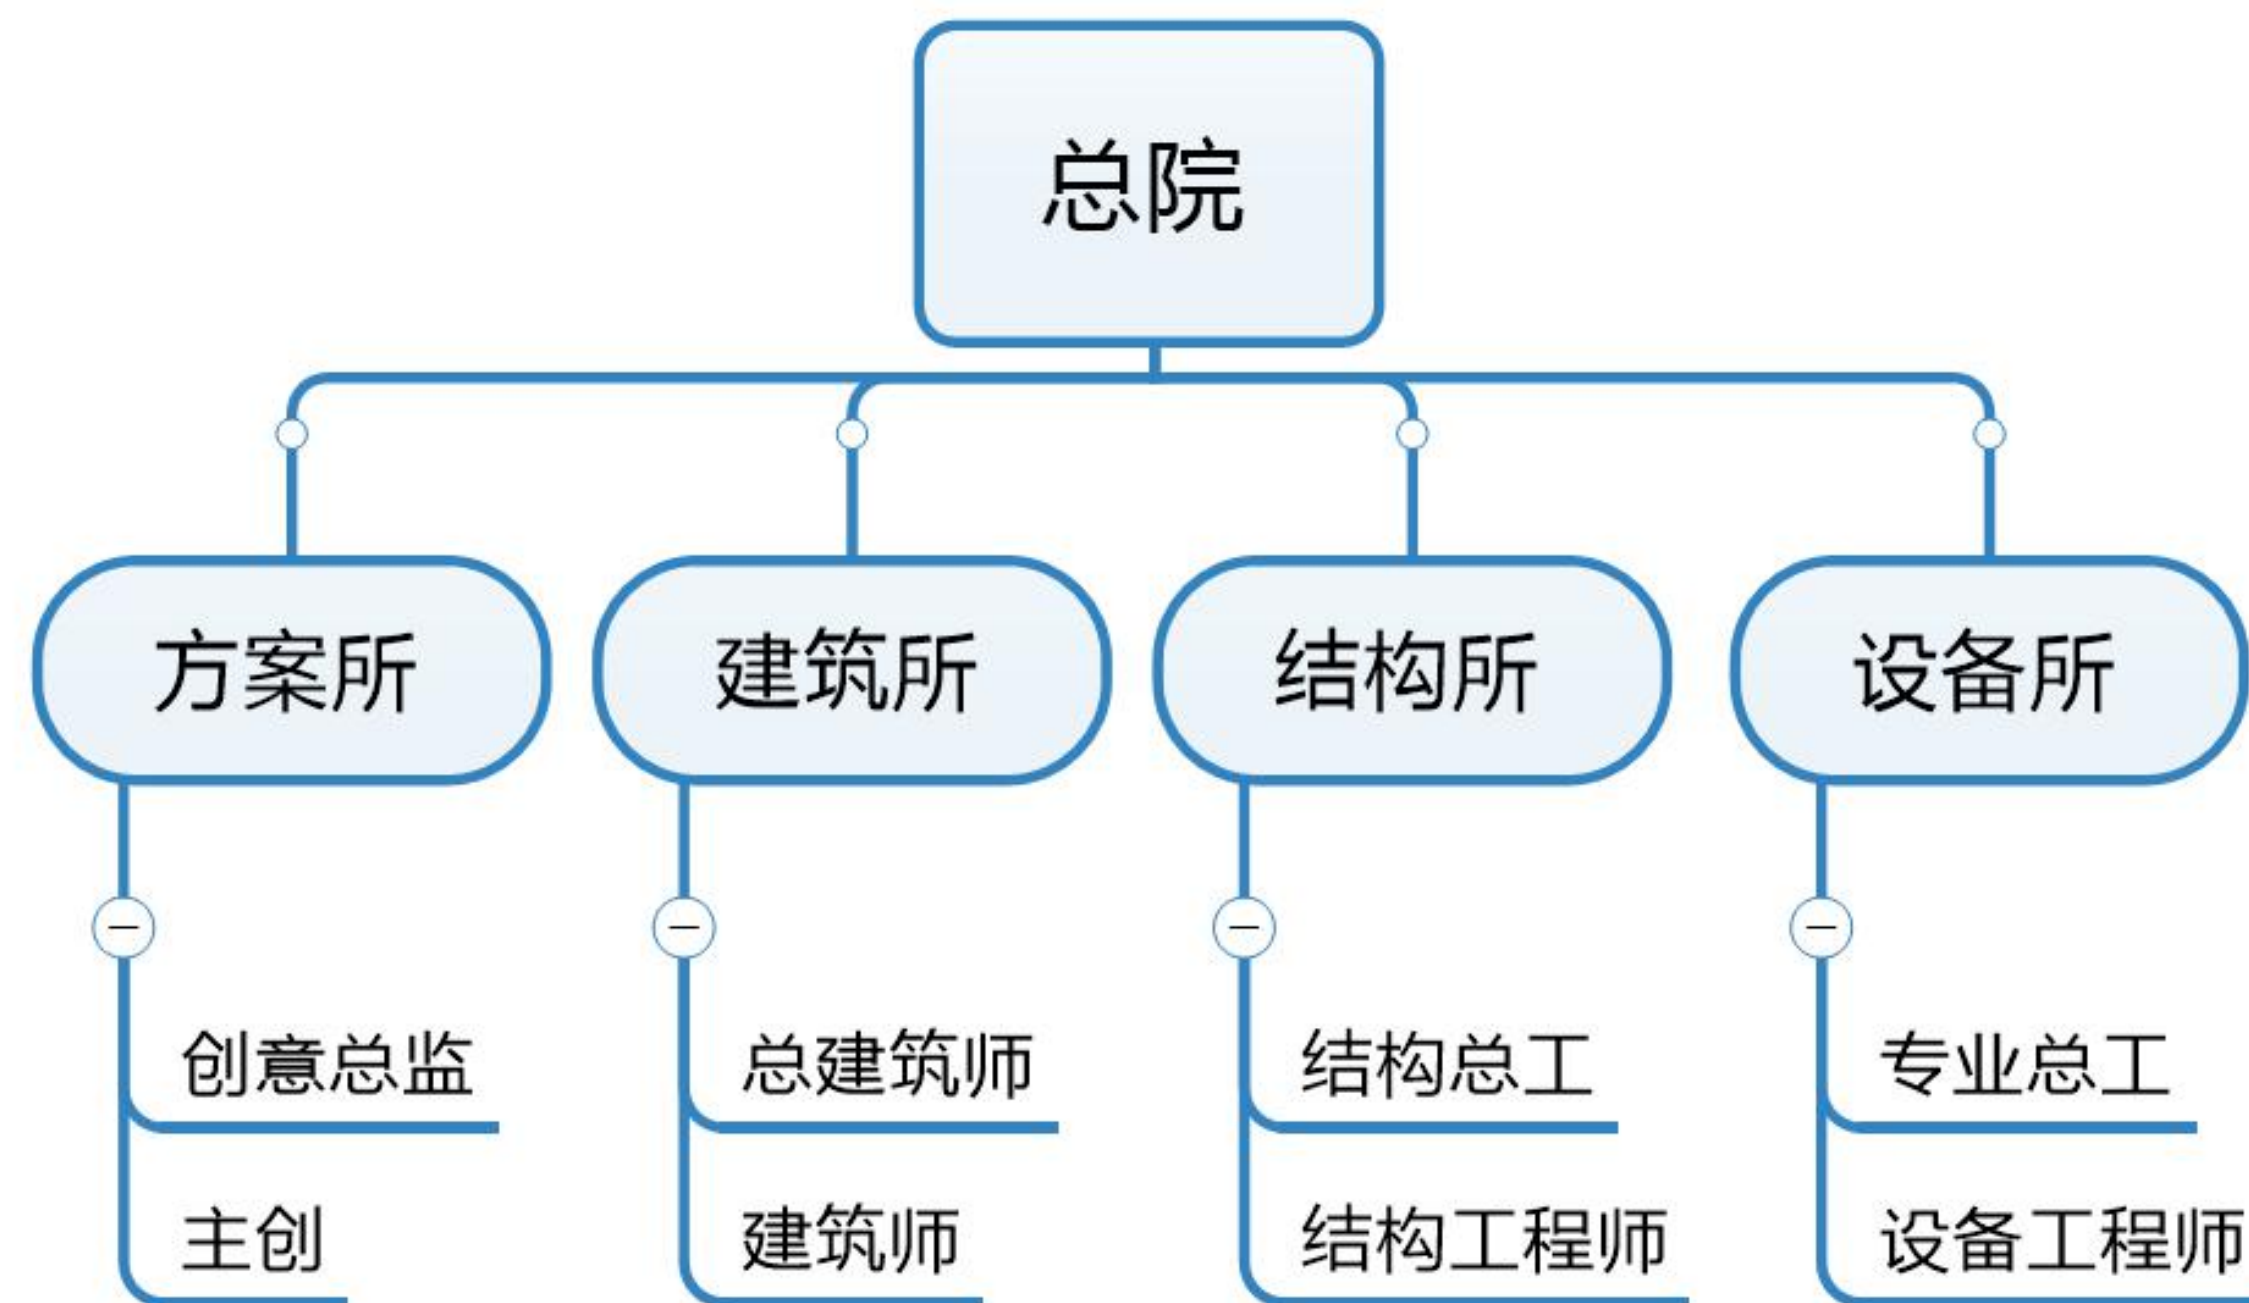 总院
方案所
建筑所
结构所
设备所
创意总监
总建筑师
结构总工
专业总工
主创
建筑师
结构工程师
设备工程师